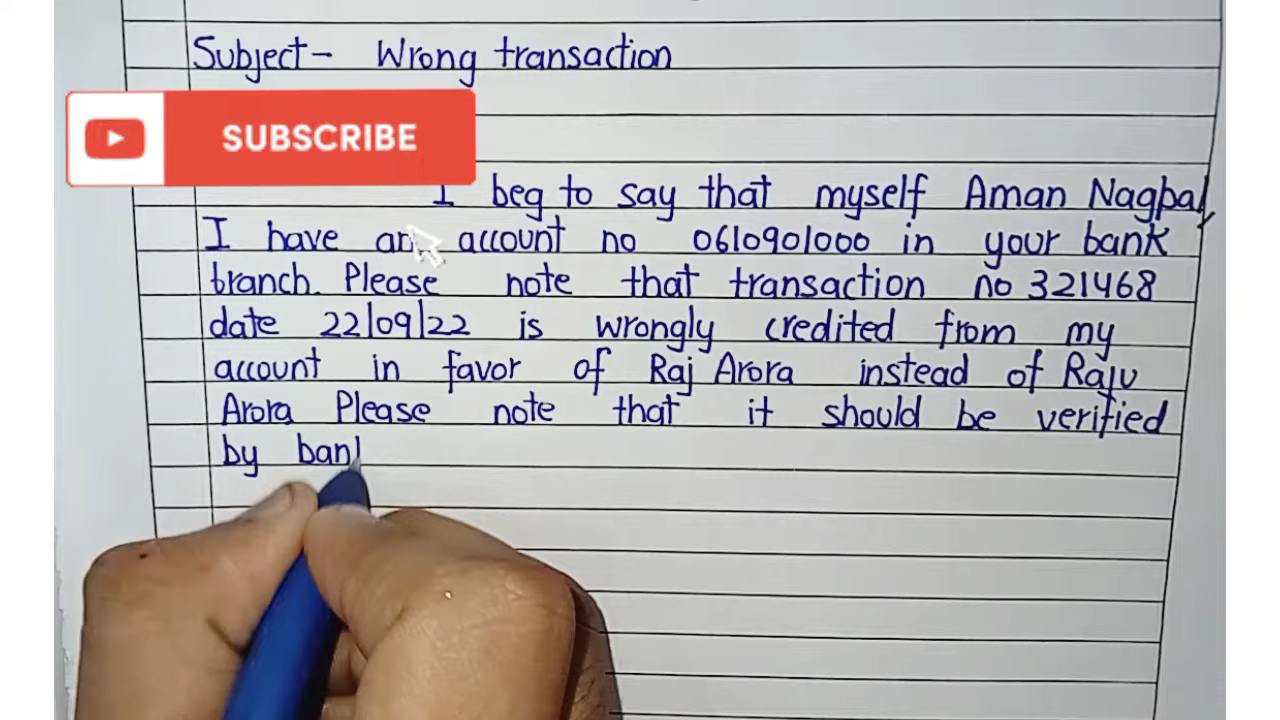 Subject- Wrong transaction
SUBSCRIBE
I beg to say that myself Aman Nagpal,
I have an account no 0610901000 in your bank
branch. Please note that transaction no 321468
date 22/09/22 is wrongly credited from my
account in favor of Raj Arora instead of Raju
Arora Please note that it should be verified
by ban